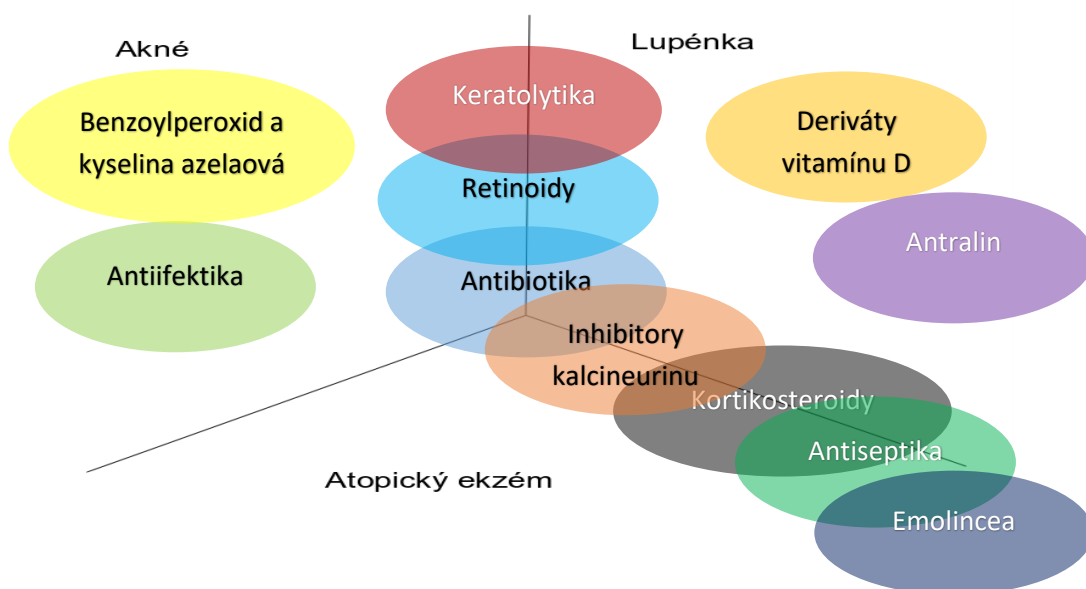 Akné
Lupénka
Benzoylperoxid a
kyselina azelaová
Keratolytika
Deriváty
vitamínu D
Retinoidy
Antralin
Antiifektika
Antibiotika
Inhibitory
kalcineurinu
Kortikosteroidy
Antiseptika
Atopický ekzém
Emolincea